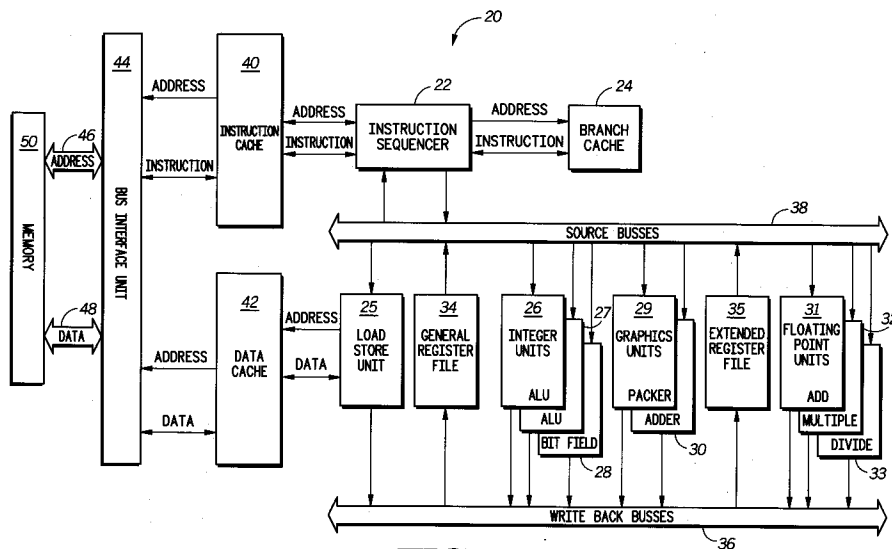 20
44
40
22
24
ADDRESS
ADDRESS
ADDRESS
INSTRUCTION
SEQUENCER
BRANCH
CACHE
50
46
ADDRESS
INSTRUCTION
CACHE
INSTRUCTION
INSTRUCTION
INSTRUCTION
BUS INTERFACE UNIT
MEMORY
38
SOURCE BUSSES
42
25
34
26
27
29
35
31
32
48
DATA
ADDRESS
ADDRESS
DATA
CACHE
DATA
DATA
LOAD
STORE
UNIT
GENERAL
REGISTER
FILE
INTEGER
UNITS
ALU
ALU
BIT FIELD
28
GRAPHICS
UNITS
PACKER
ADDER
30
EXTENDED
REGISTER
FILE
FLOATING
POINT
UNITS
ADD
MULTIPLE
DIVIDE
33
WRITE BACK BUSSES
36